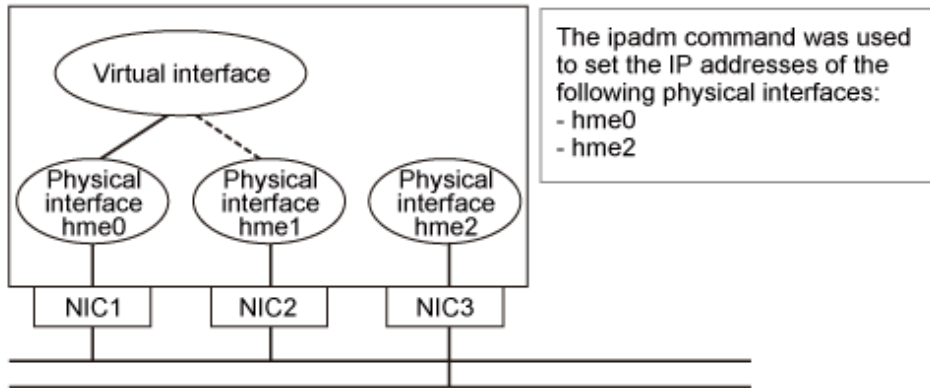 The ipadm command was used
to set the IP addresses of the
following physical interfaces:
- hme0
- hme2
Virtual interface
Physical
interface
hme0
Physical
interface
hme1
Physical
interface
hme2
NIC1
NIC2
NIC3